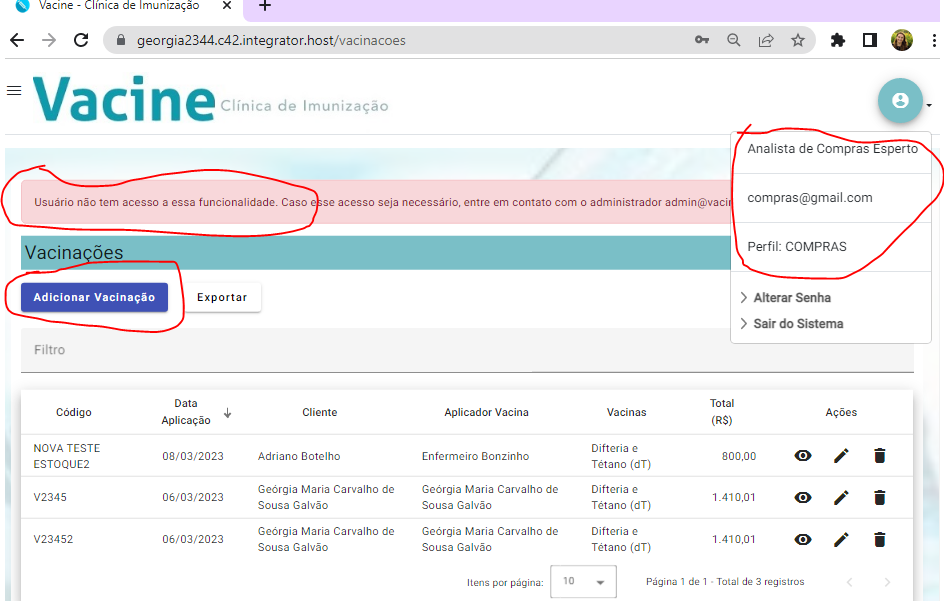 Vacine - Clínica de Imunização
georgia2344.c42.integrator.host/vacinacoes
Vacine Clínica de Imunização
Analista de Compras Esperto
compras@gmail.com
Perfil: COMPRAS
Alterar Senha
Sair do Sistema
Usuário não tem acesso a essa funcionalidade. Caso esse acesso seja necessário, entre em contato com o administrador
Vacinações
Adicionar Vacinação Exportar
Filtro
Código Data Aplicação Cliente Aplicador Vacina Vacinas Total (R$) Ações
NOVA TESTE ESTOQUE2 08/03/2023 Adriano Botelho Enfermeiro Bonzinho Difteria e Tétano (dT) 800,00
V2345 06/03/2023 Geórgia Maria Carvalho de Sousa Galvão Geórgia Maria Carvalho de Sousa Galvão Difteria e Tétano (dT) 1.410,01
V23452 06/03/2023 Geórgia Maria Carvalho de Sousa Galvão Geórgia Maria Carvalho de Sousa Galvão Difteria e Tétano (dT) 1.410,01
Itens por página: 10 Página 1 de 1 - Total de 3 registros